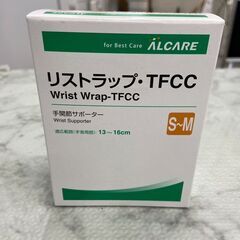 for Best Care ALCARE
リストラップ・TFCC
Wrist Wrap-TFCC
手関節サポーター
Wrist Supporter
適応範囲（手首周囲） 13～16cm
S～M